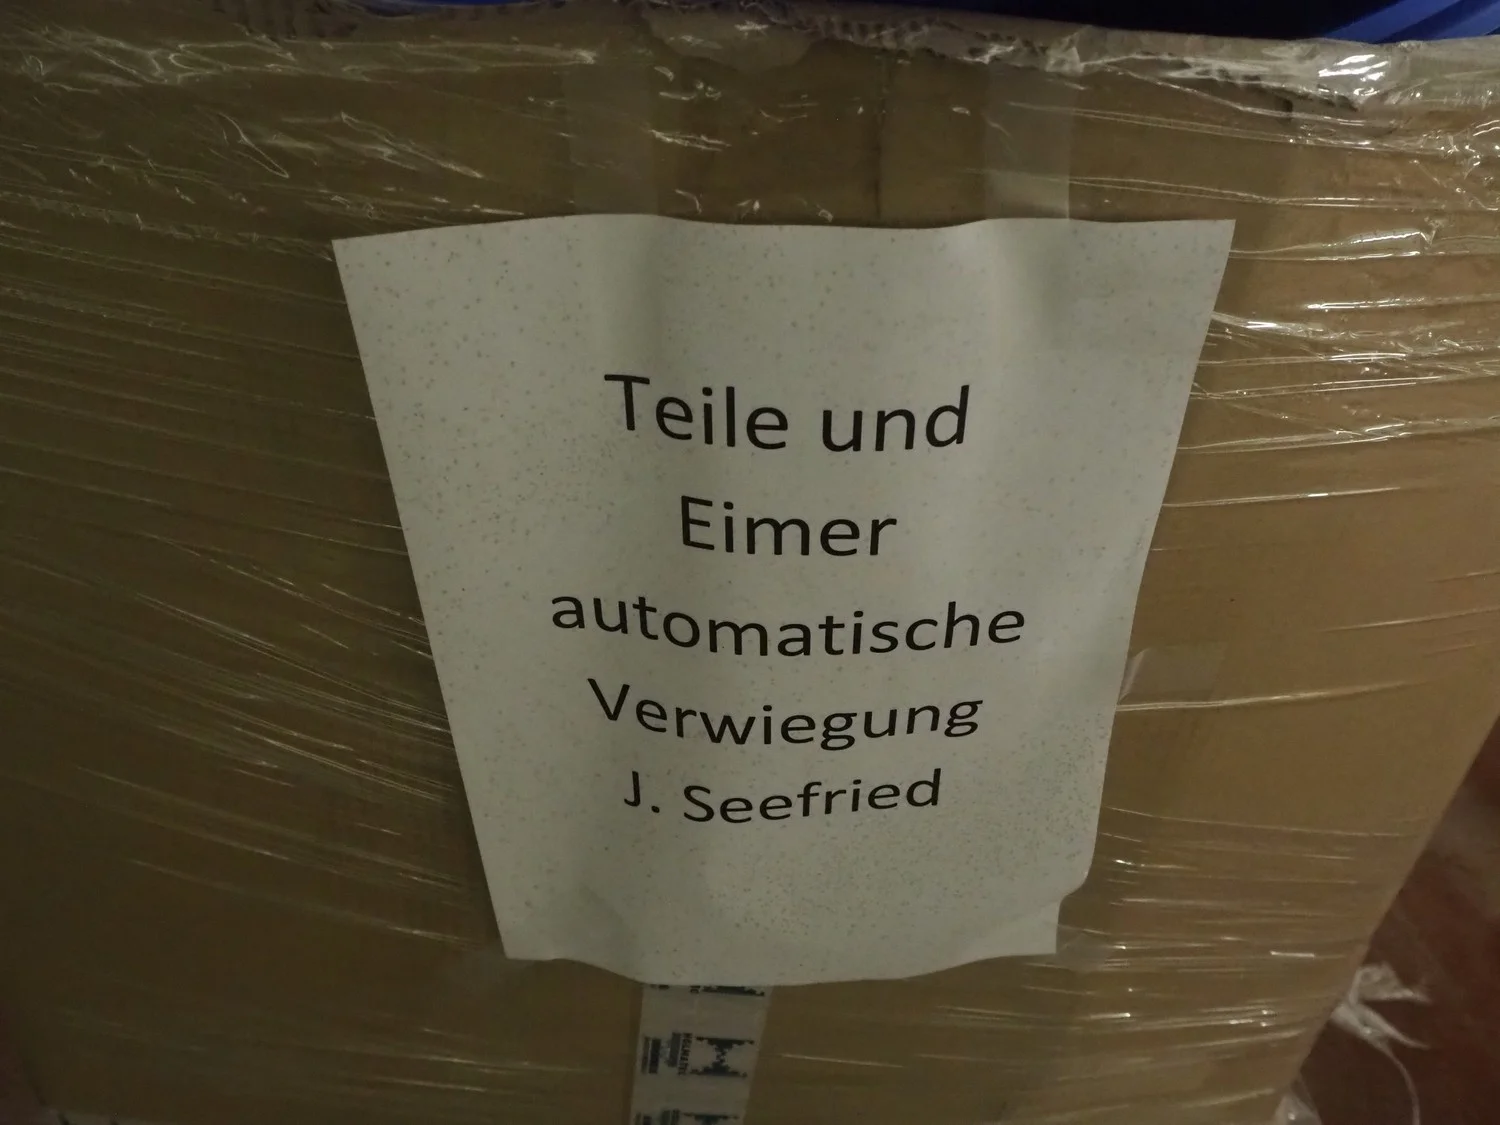 Teile und
Eimer
automatische
Verwiegung
J. Seefried